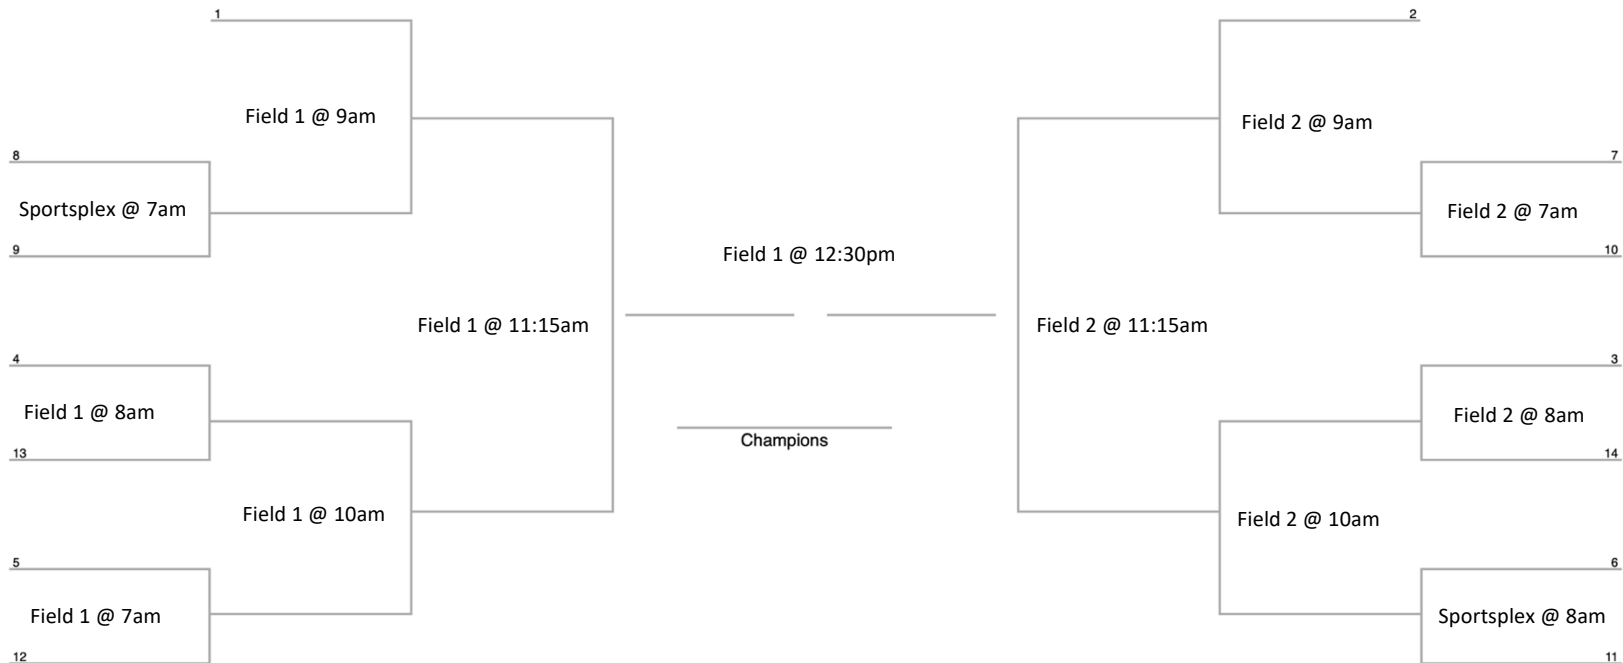 1
2
Field 1 @ 9am
Field 2 @ 9am
8
7
Sportsplex @ 7am
Field 2 @ 7am
9
10
Field 1 @ 12:30pm
Field 1 @ 11:15am
Field 2 @ 11:15am
4
3
Field 1 @ 8am
Field 2 @ 8am
Champions
13
14
Field 1 @ 10am
Field 2 @ 10am
5
6
Field 1 @ 7am
Sportsplex @ 8am
12
11